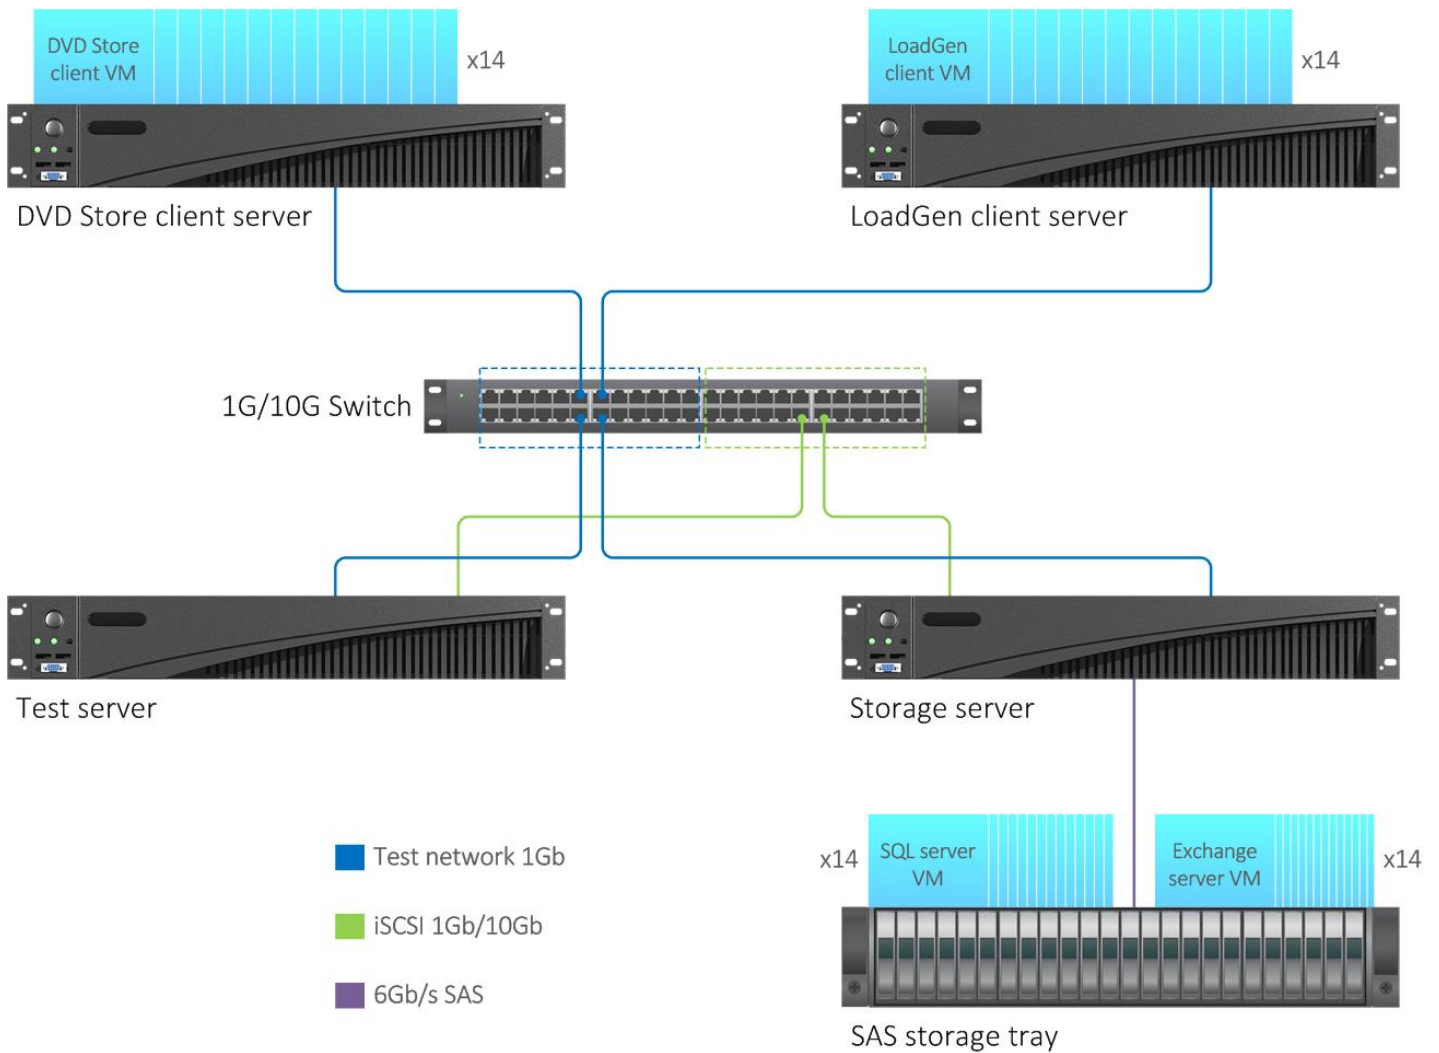 DVD Store
client VM
x14
LoadGen
client VM
x14
DVD Store client server
LoadGen client server
1G/10G Switch
Test server
Storage server
Test network 1Gb
iSCSI 1Gb/10Gb
6Gb/s SAS
x14
SQL server
VM
Exchange
server VM
x14
SAS storage tray